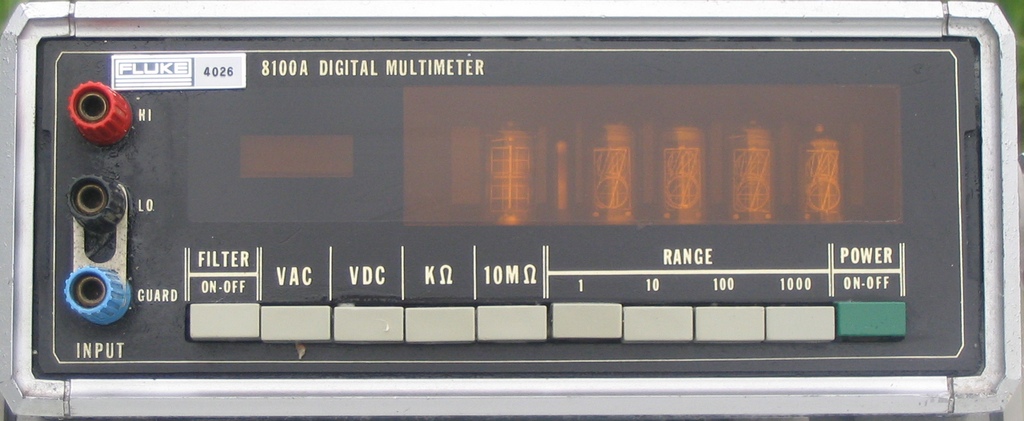 FLUKE 4026 8100A DIGITAL MULTIMETER
HI
LO
GUARD
INPUT
FILTER
ON-OFF
VAC
VDC
KΩ
10MΩ
RANGE
1 10 100 1000
POWER
ON-OFF